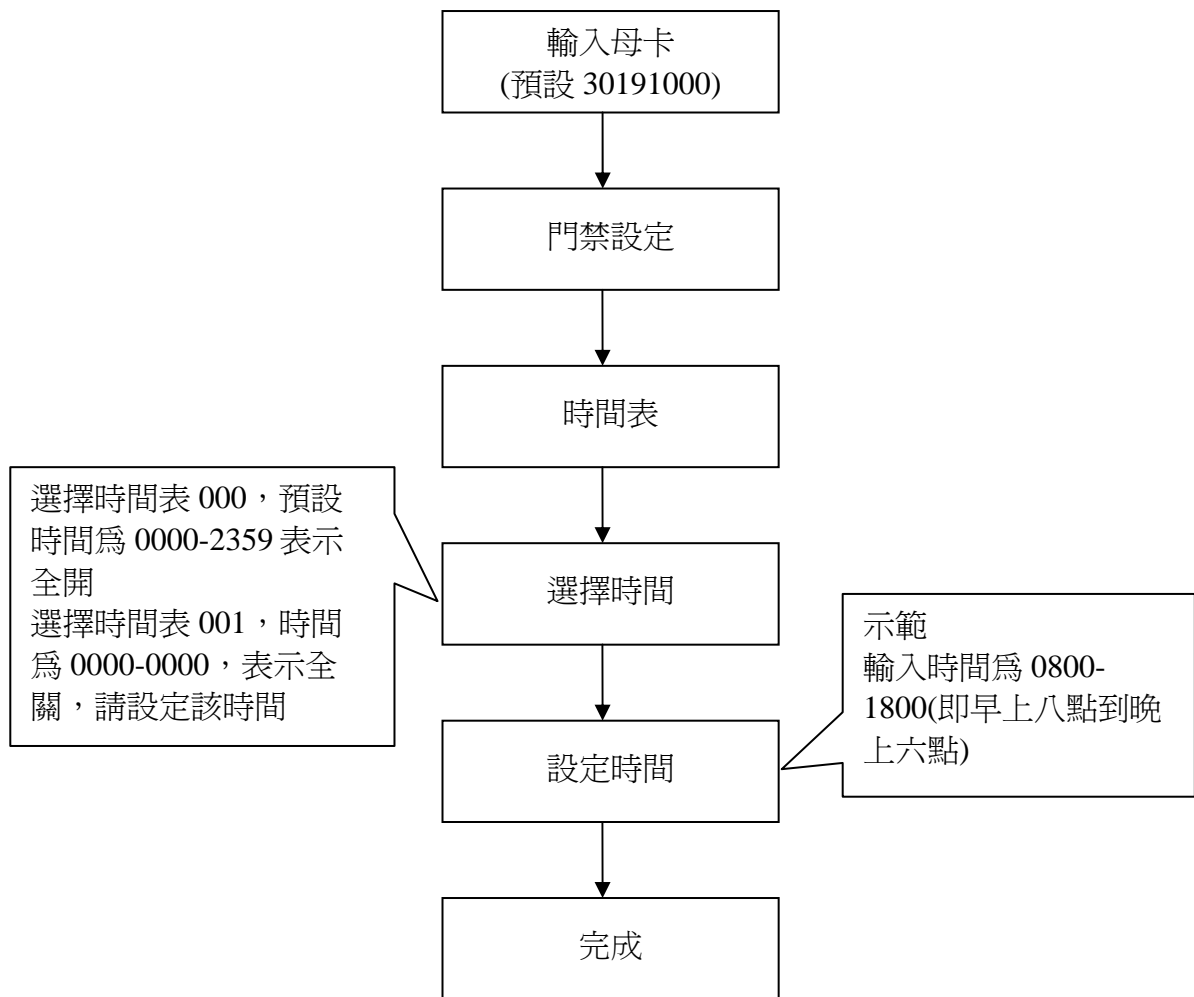 輸入母卡
(預設 30191000)
門禁設定
時間表
選擇時間表 000，預設
時間爲 0000-2359 表示
全開
選擇時間表 001，時間
爲 0000-0000，表示全
關，請設定該時間
選擇時間
示範
輸入時間爲 0800-
1800(即早上八點到晚
上六點)
設定時間
完成